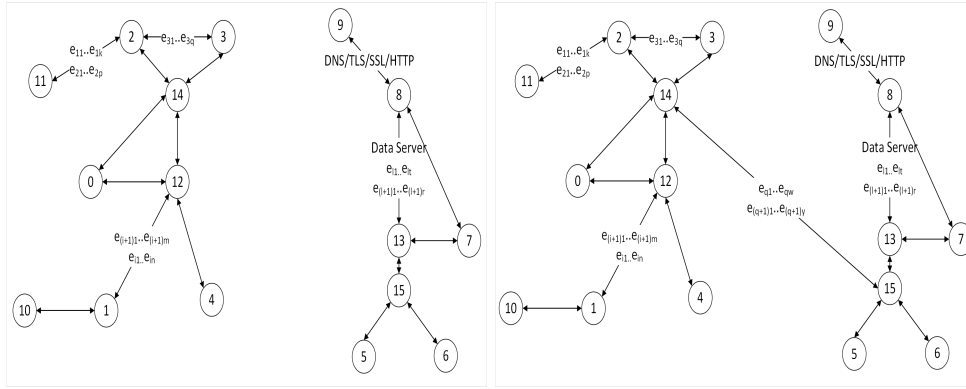 2
3
9
e₁₁..e₁ₖ
e₃₁..e₃q
e₂₁..e₂ₚ
11
DNS/TLS/SSL/HTTP
14
8
Data Server
eₗ₁..eₗₜ
e₍ₗ₊₁₎₁..e₍ₗ₊₁₎ᵣ
0
12
e₍ᵢ₊₁₎₁..e₍ᵢ₊₁₎ₘ
eᵢ₁..eᵢₙ
13
7
15
10
1
4
5
6
2
3
9
e₁₁..e₁ₖ
e₃₁..e₃q
e₂₁..e₂ₚ
11
DNS/TLS/SSL/HTTP
14
8
Data Server
eₗ₁..eₗₜ
e₍ₗ₊₁₎₁..e₍ₗ₊₁₎ᵣ
0
12
e_q1..e_qw
e_(q+1)1..e_(q+1)y
e₍ᵢ₊₁₎₁..e₍ᵢ₊₁₎ₘ
eᵢ₁..eᵢₙ
13
7
15
10
1
4
5
6